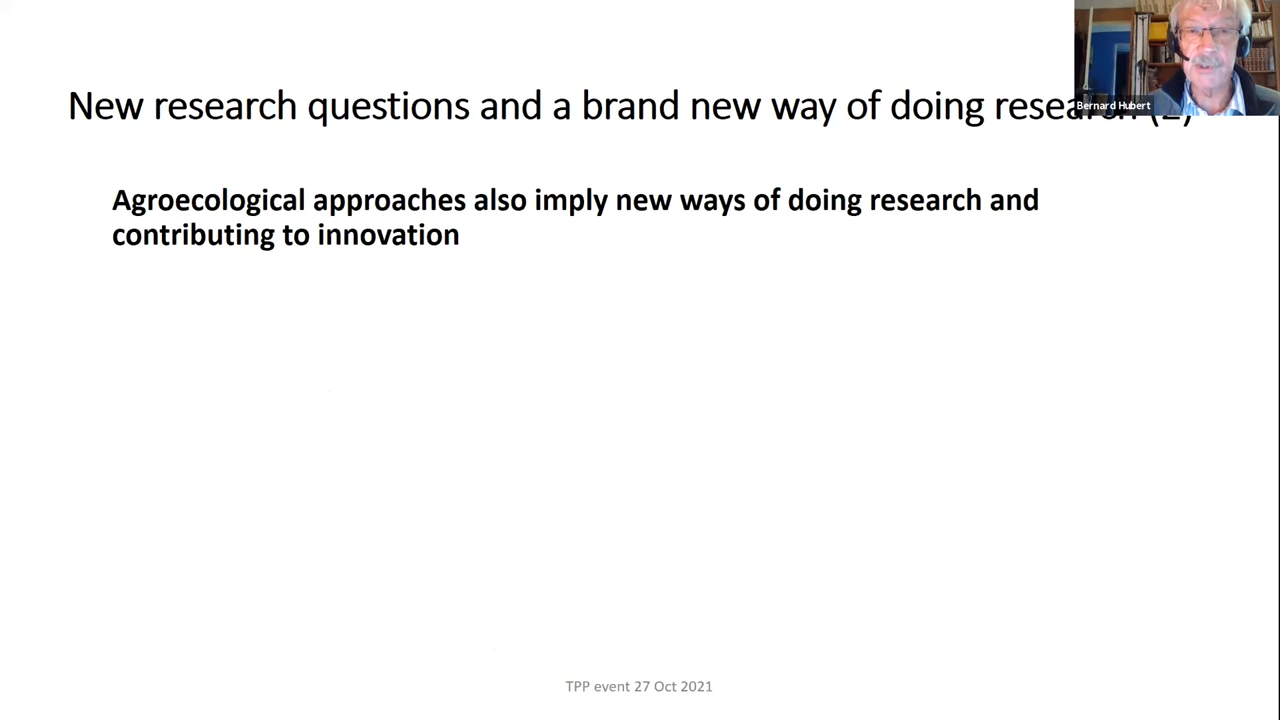 New research questions and a brand new way of doing research (2)
Bernard Hubert
Agroecological approaches also imply new ways of doing research and
contributing to innovation
TPP event 27 Oct 2021